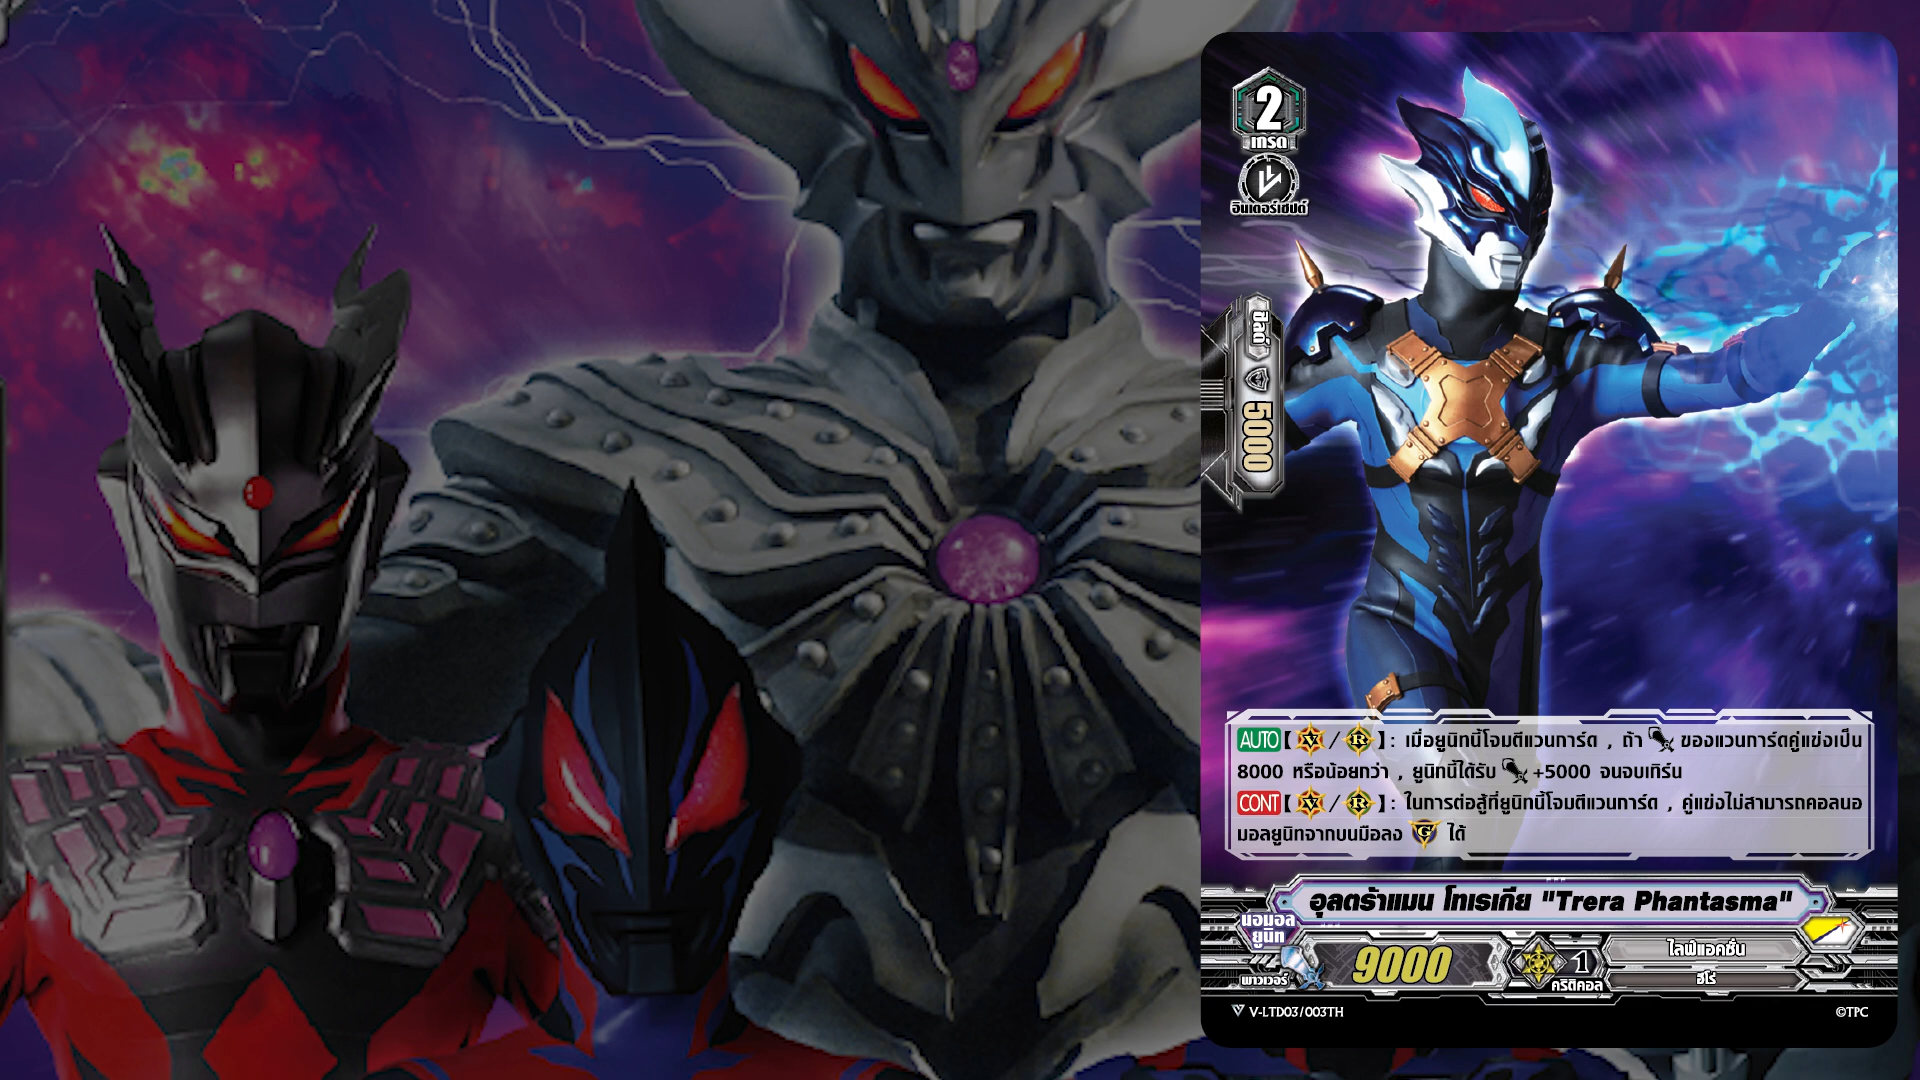 2
เกรด
อินเตอร์เซปต์
ชิลด์
5000
AUTO【V/R】: เมื่อยูนิทนี้โจมตีแวนการ์ด , ถ้า ของแวนการ์ดคู่แข่งเป็น
8000 หรือน้อยกว่า , ยูนิทนี้ได้รับ +5000 จนจบเทิร์น
CONT【V/R】: ในการต่อสู้ที่ยูนิทนี้โจมตีแวนการ์ด , คู่แข่งไม่สามารถคอลนอ
มอลยูนิทจากบนมือลง G ได้
อุลตร้าแมน โทเรเกีย "Trera Phantasma"
นอมอล
ยูนิท
พาวเวอร์
9000
1
คริติคอล
ไลฟ์แอคชั่น
ฮีโร่
V-LTD03/003TH
©TPC